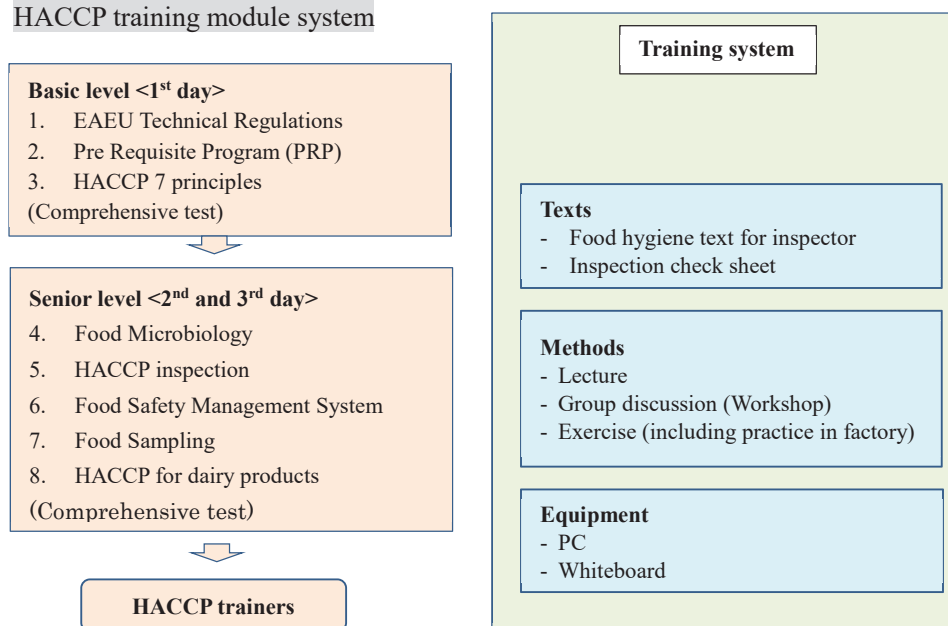 HACCP training module system
Basic level <1st day>
1. EAEU Technical Regulations
2. Pre Requisite Program (PRP)
3. HACCP 7 principles
(Comprehensive test)
Senior level <2nd and 3rd day>
4. Food Microbiology
5. HACCP inspection
6. Food Safety Management System
7. Food Sampling
8. HACCP for dairy products
(Comprehensive test)
HACCP trainers
Training system
Texts
- Food hygiene text for inspector
- Inspection check sheet
Methods
- Lecture
- Group discussion (Workshop)
- Exercise (including practice in factory)
Equipment
- PC
- Whiteboard